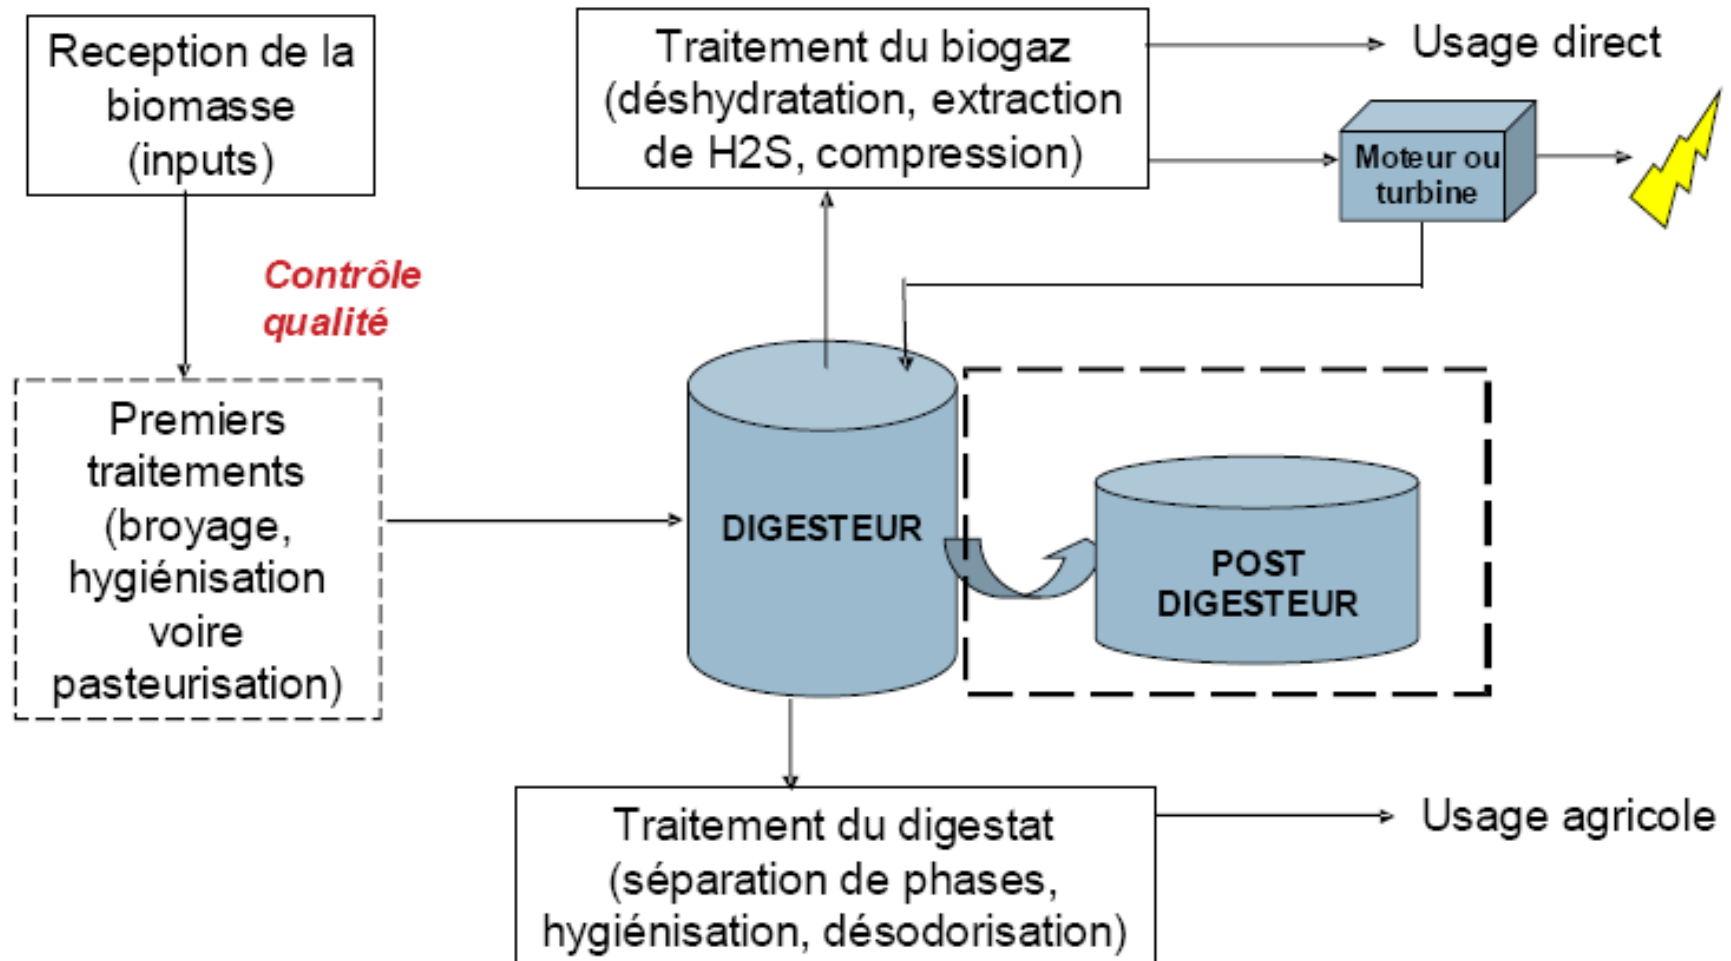 Reception de la
biomasse
(inputs)
Traitement du biogaz
(déshydratation, extraction
de H2S, compression)
Usage direct
Moteur ou
turbine
Contrôle
qualité
Premiers
traitements
(broyage,
hygiénisation
voire
pasteurisation)
DIGESTEUR
POST
DIGESTEUR
Traitement du digestat
(séparation de phases,
hygiénisation, désodorisation)
Usage agricole